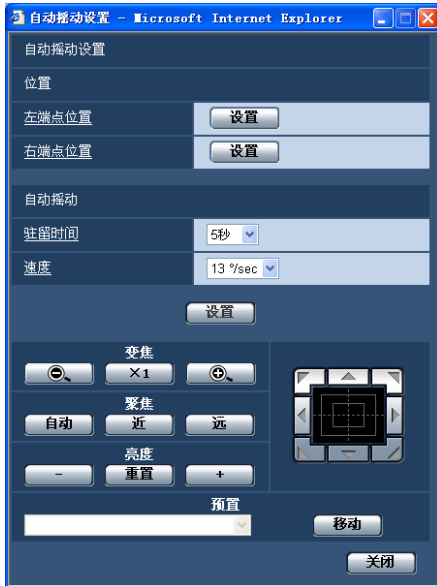 自动摇动设置 - Microsoft Internet Explorer
自动摇动设置
位置
左端点位置 设置
右端点位置 设置
自动摇动
驻留时间 5秒
速度 13 °/sec
设置
变焦
×1
聚焦
自动 近 远
亮度
- 重置 +
预置
移动
关闭